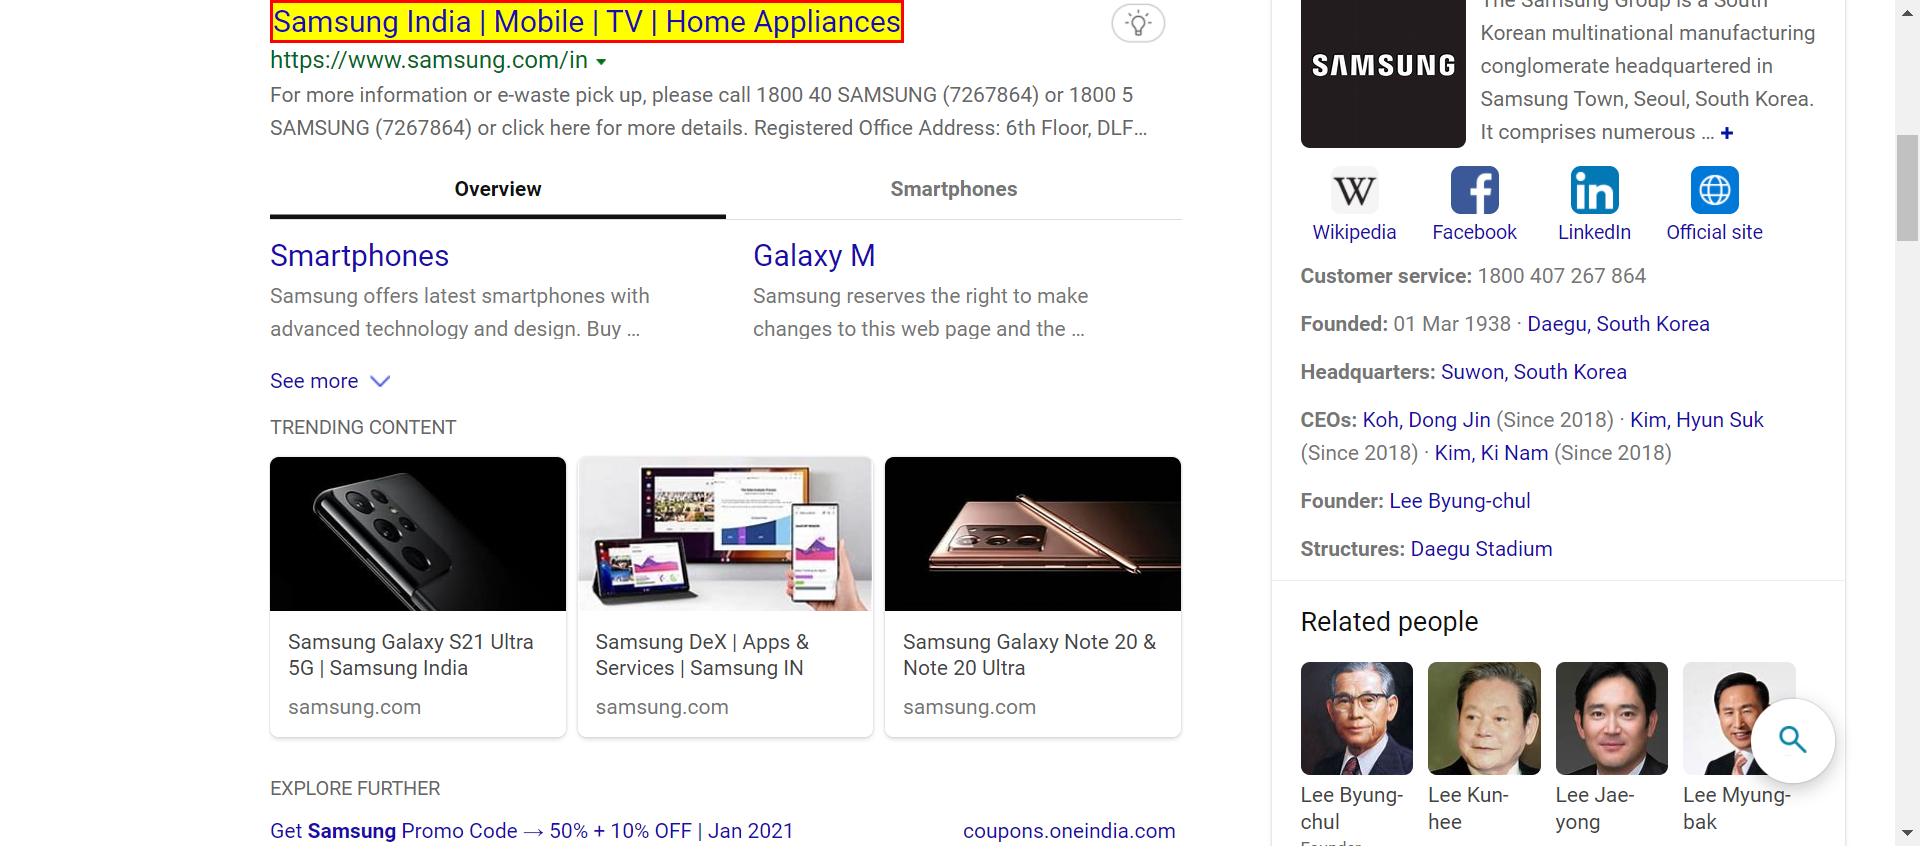 Samsung India | Mobile | TV | Home Appliances
https://www.samsung.com/in
For more information or e-waste pick up, please call 1800 40 SAMSUNG (7267864) or 1800 5
SAMSUNG (7267864) or click here for more details. Registered Office Address: 6th Floor, DLF...
Overview
Smartphones
Smartphones
Samsung offers latest smartphones with
advanced technology and design. Buy ...
Galaxy M
Samsung reserves the right to make
changes to this web page and the ...
See more
TRENDING CONTENT
Samsung Galaxy S21 Ultra
5G | Samsung India
samsung.com
Samsung DeX | Apps &
Services | Samsung IN
samsung.com
Samsung Galaxy Note 20 &
Note 20 Ultra
samsung.com
EXPLORE FURTHER
Get Samsung Promo Code → 50% + 10% OFF | Jan 2021
coupons.oneindia.com
SAMSUNG
The Samsung Group is a South
Korean multinational manufacturing
conglomerate headquartered in
Samsung Town, Seoul, South Korea.
It comprises numerous ... +
Wikipedia
Facebook
LinkedIn
Official site
Customer service: 1800 407 267 864
Founded: 01 Mar 1938 · Daegu, South Korea
Headquarters: Suwon, South Korea
CEOs: Koh, Dong Jin (Since 2018) · Kim, Hyun Suk
(Since 2018) · Kim, Ki Nam (Since 2018)
Founder: Lee Byung-chul
Structures: Daegu Stadium
Related people
Lee Byung-
chul
Founder
Lee Kun-
hee
Lee Jae-
yong
Lee Myung-
bak